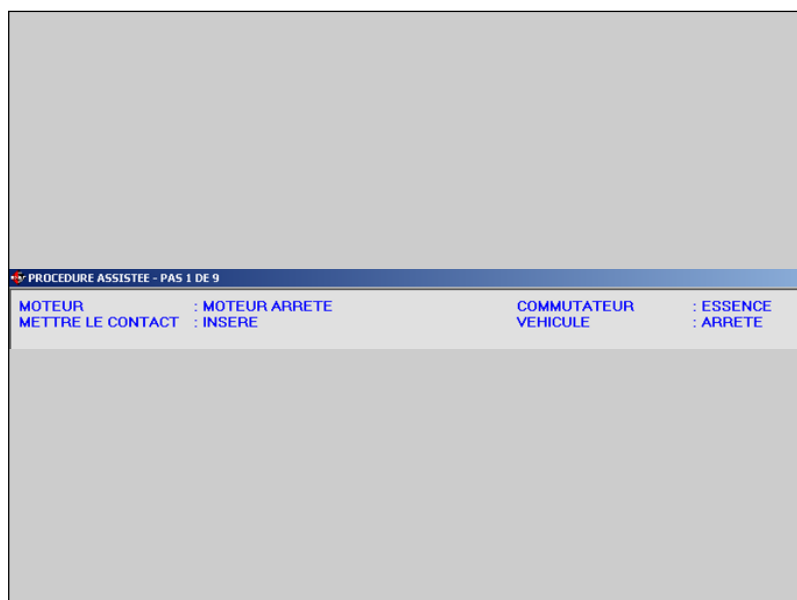 PROCEDURE ASSISTEE - PAS 1 DE 9
MOTEUR : MOTEUR ARRETE COMMUTATEUR : ESSENCE
METTRE LE CONTACT : INSERE VEHICULE : ARRETE